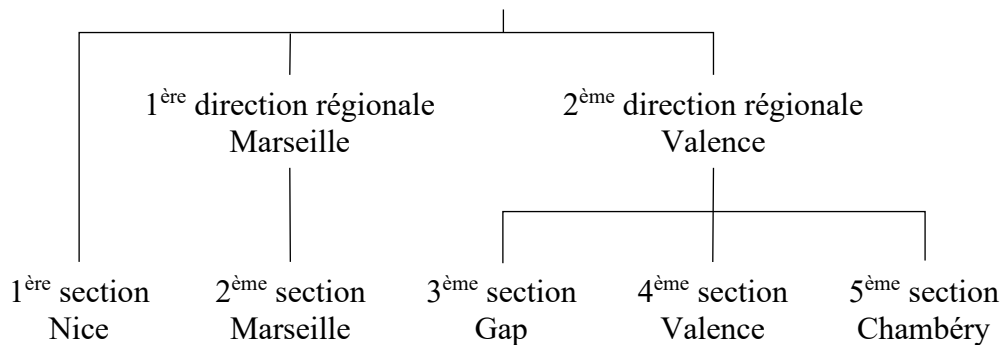 1ère direction régionale
Marseille
2ème direction régionale
Valence
1ère section
Nice
2ème section
Marseille
3ème section
Gap
4ème section
Valence
5ème section
Chambéry